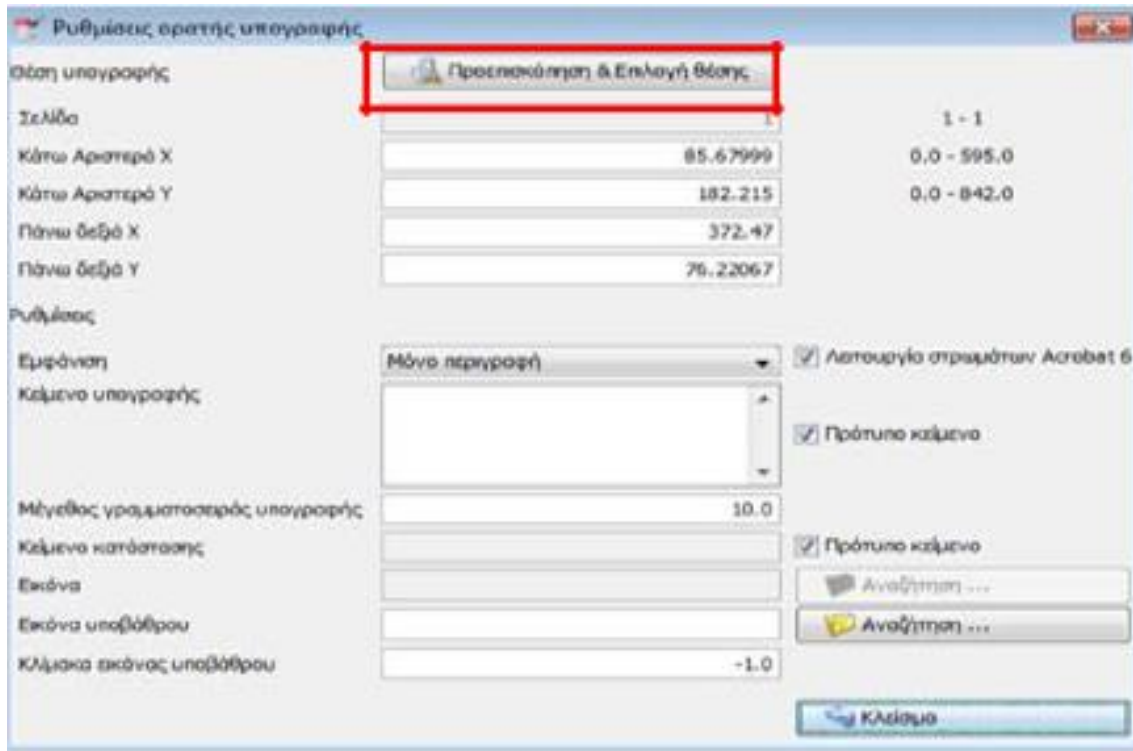 Ρυθμίσεις ορατής υπογραφής
Θέση υπογραφής Προεπισκόπηση & Επιλογή θέσης
Σελίδα 1 1 - 1
Κάτω Αριστερά X 85.67999 0.0 - 595.0
Κάτω Αριστερά Y 182.215 0.0 - 842.0
Πάνω δεξιά X 372.47
Πάνω δεξιά Y 76.22067
Ρυθμίσεις
Εμφάνιση Μόνο περιγραφή Λειτουργία στρωμάτων Acrobat 6
Κείμενο υπογραφής
Πρότυπο κείμενο
Μέγεθος γραμματοσειράς υπογραφής 10.0
Κείμενο κατάστασης Πρότυπο κείμενο
Εικόνα Αναζήτηση ...
Εικόνα υποβάθρου Αναζήτηση ...
Κλίμακα εικόνας υποβάθρου -1.0
Κλείσιμο